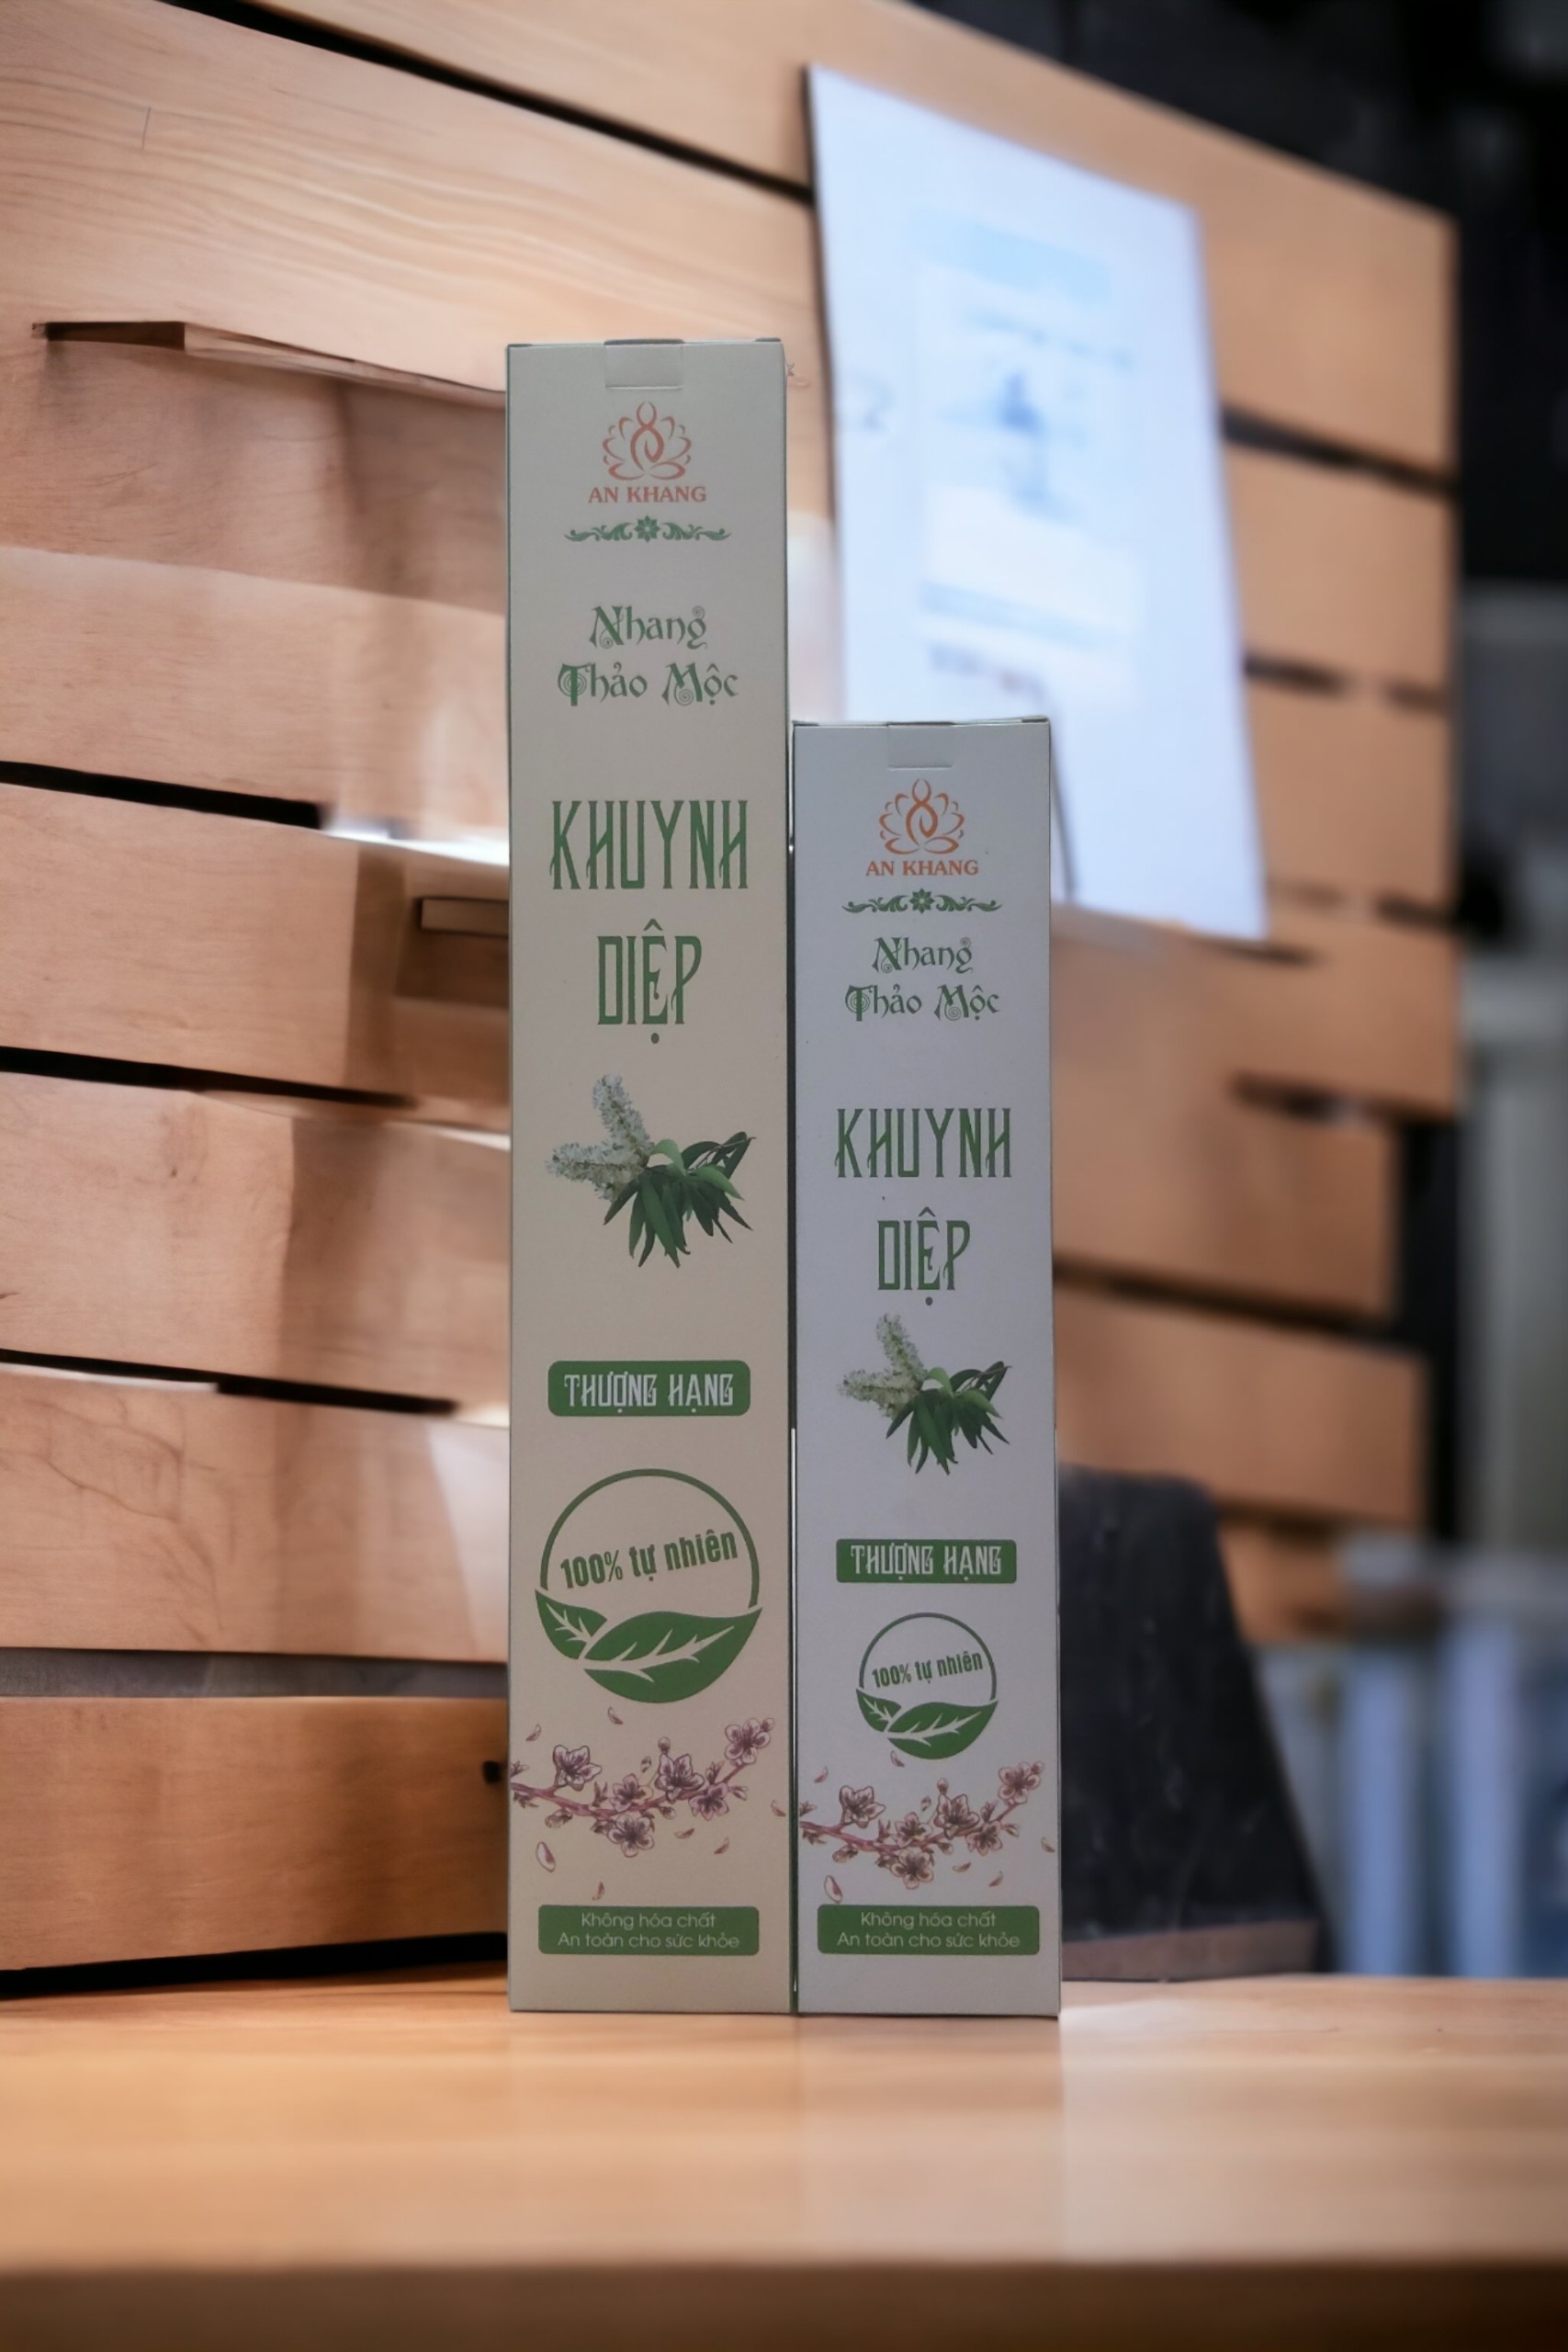 AN KHANG
Nhang
Thảo Mộc
KHUYNH
DIỆP
THƯỢNG HẠNG
100% tự nhiên
Không hóa chất
An toàn cho sức khỏe
AN KHANG
Nhang
Thảo Mộc
KHUYNH
DIỆP
THƯỢNG HẠNG
100% tự nhiên
Không hóa chất
An toàn cho sức khỏe